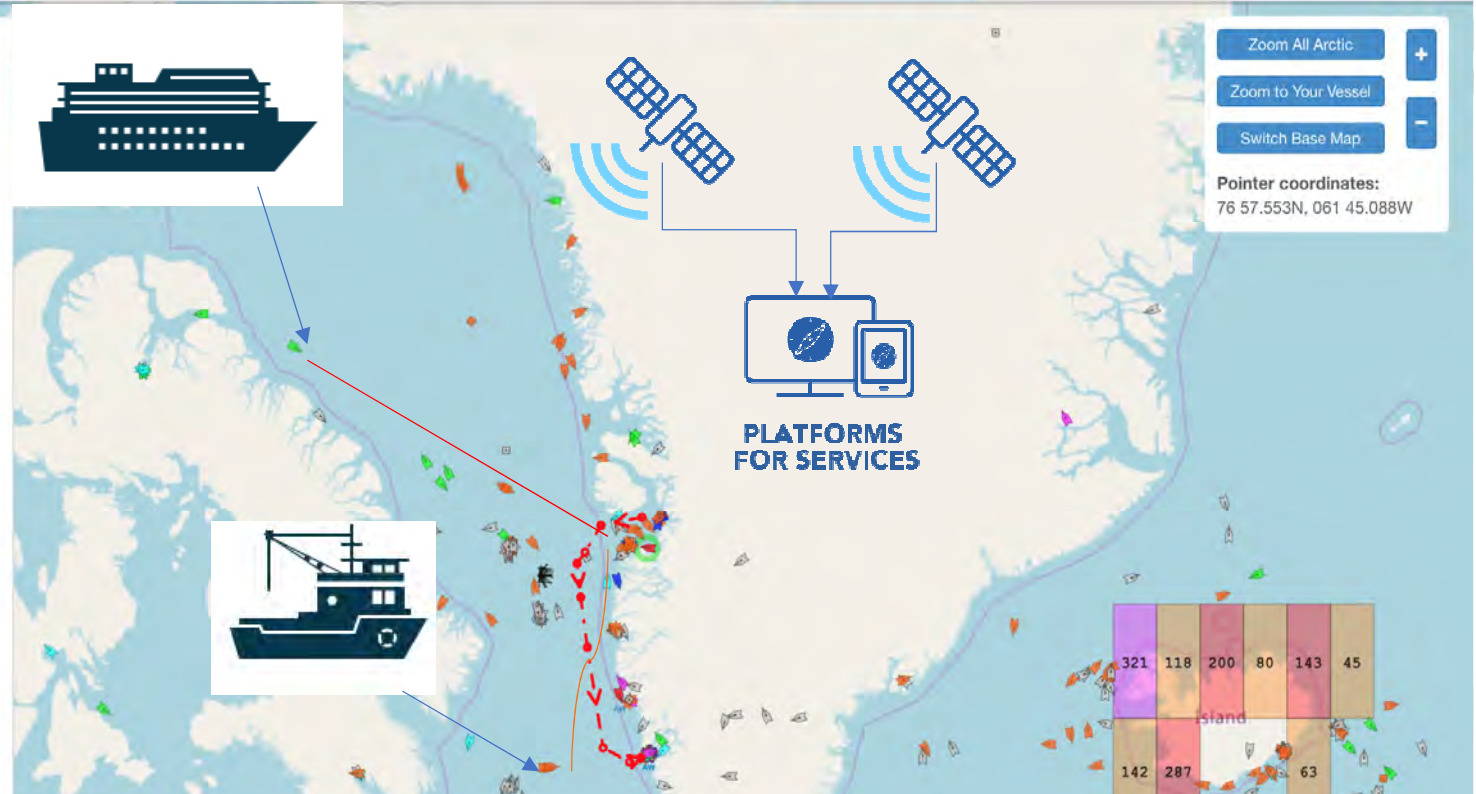 Zoom All Arctic
+
Zoom to Your Vessel
−
Switch Base Map
Pointer coordinates:
76 57.553N, 061 45.088W
PLATFORMS
FOR SERVICES
321 118 200 80 143 45
Ísland
142 287 63